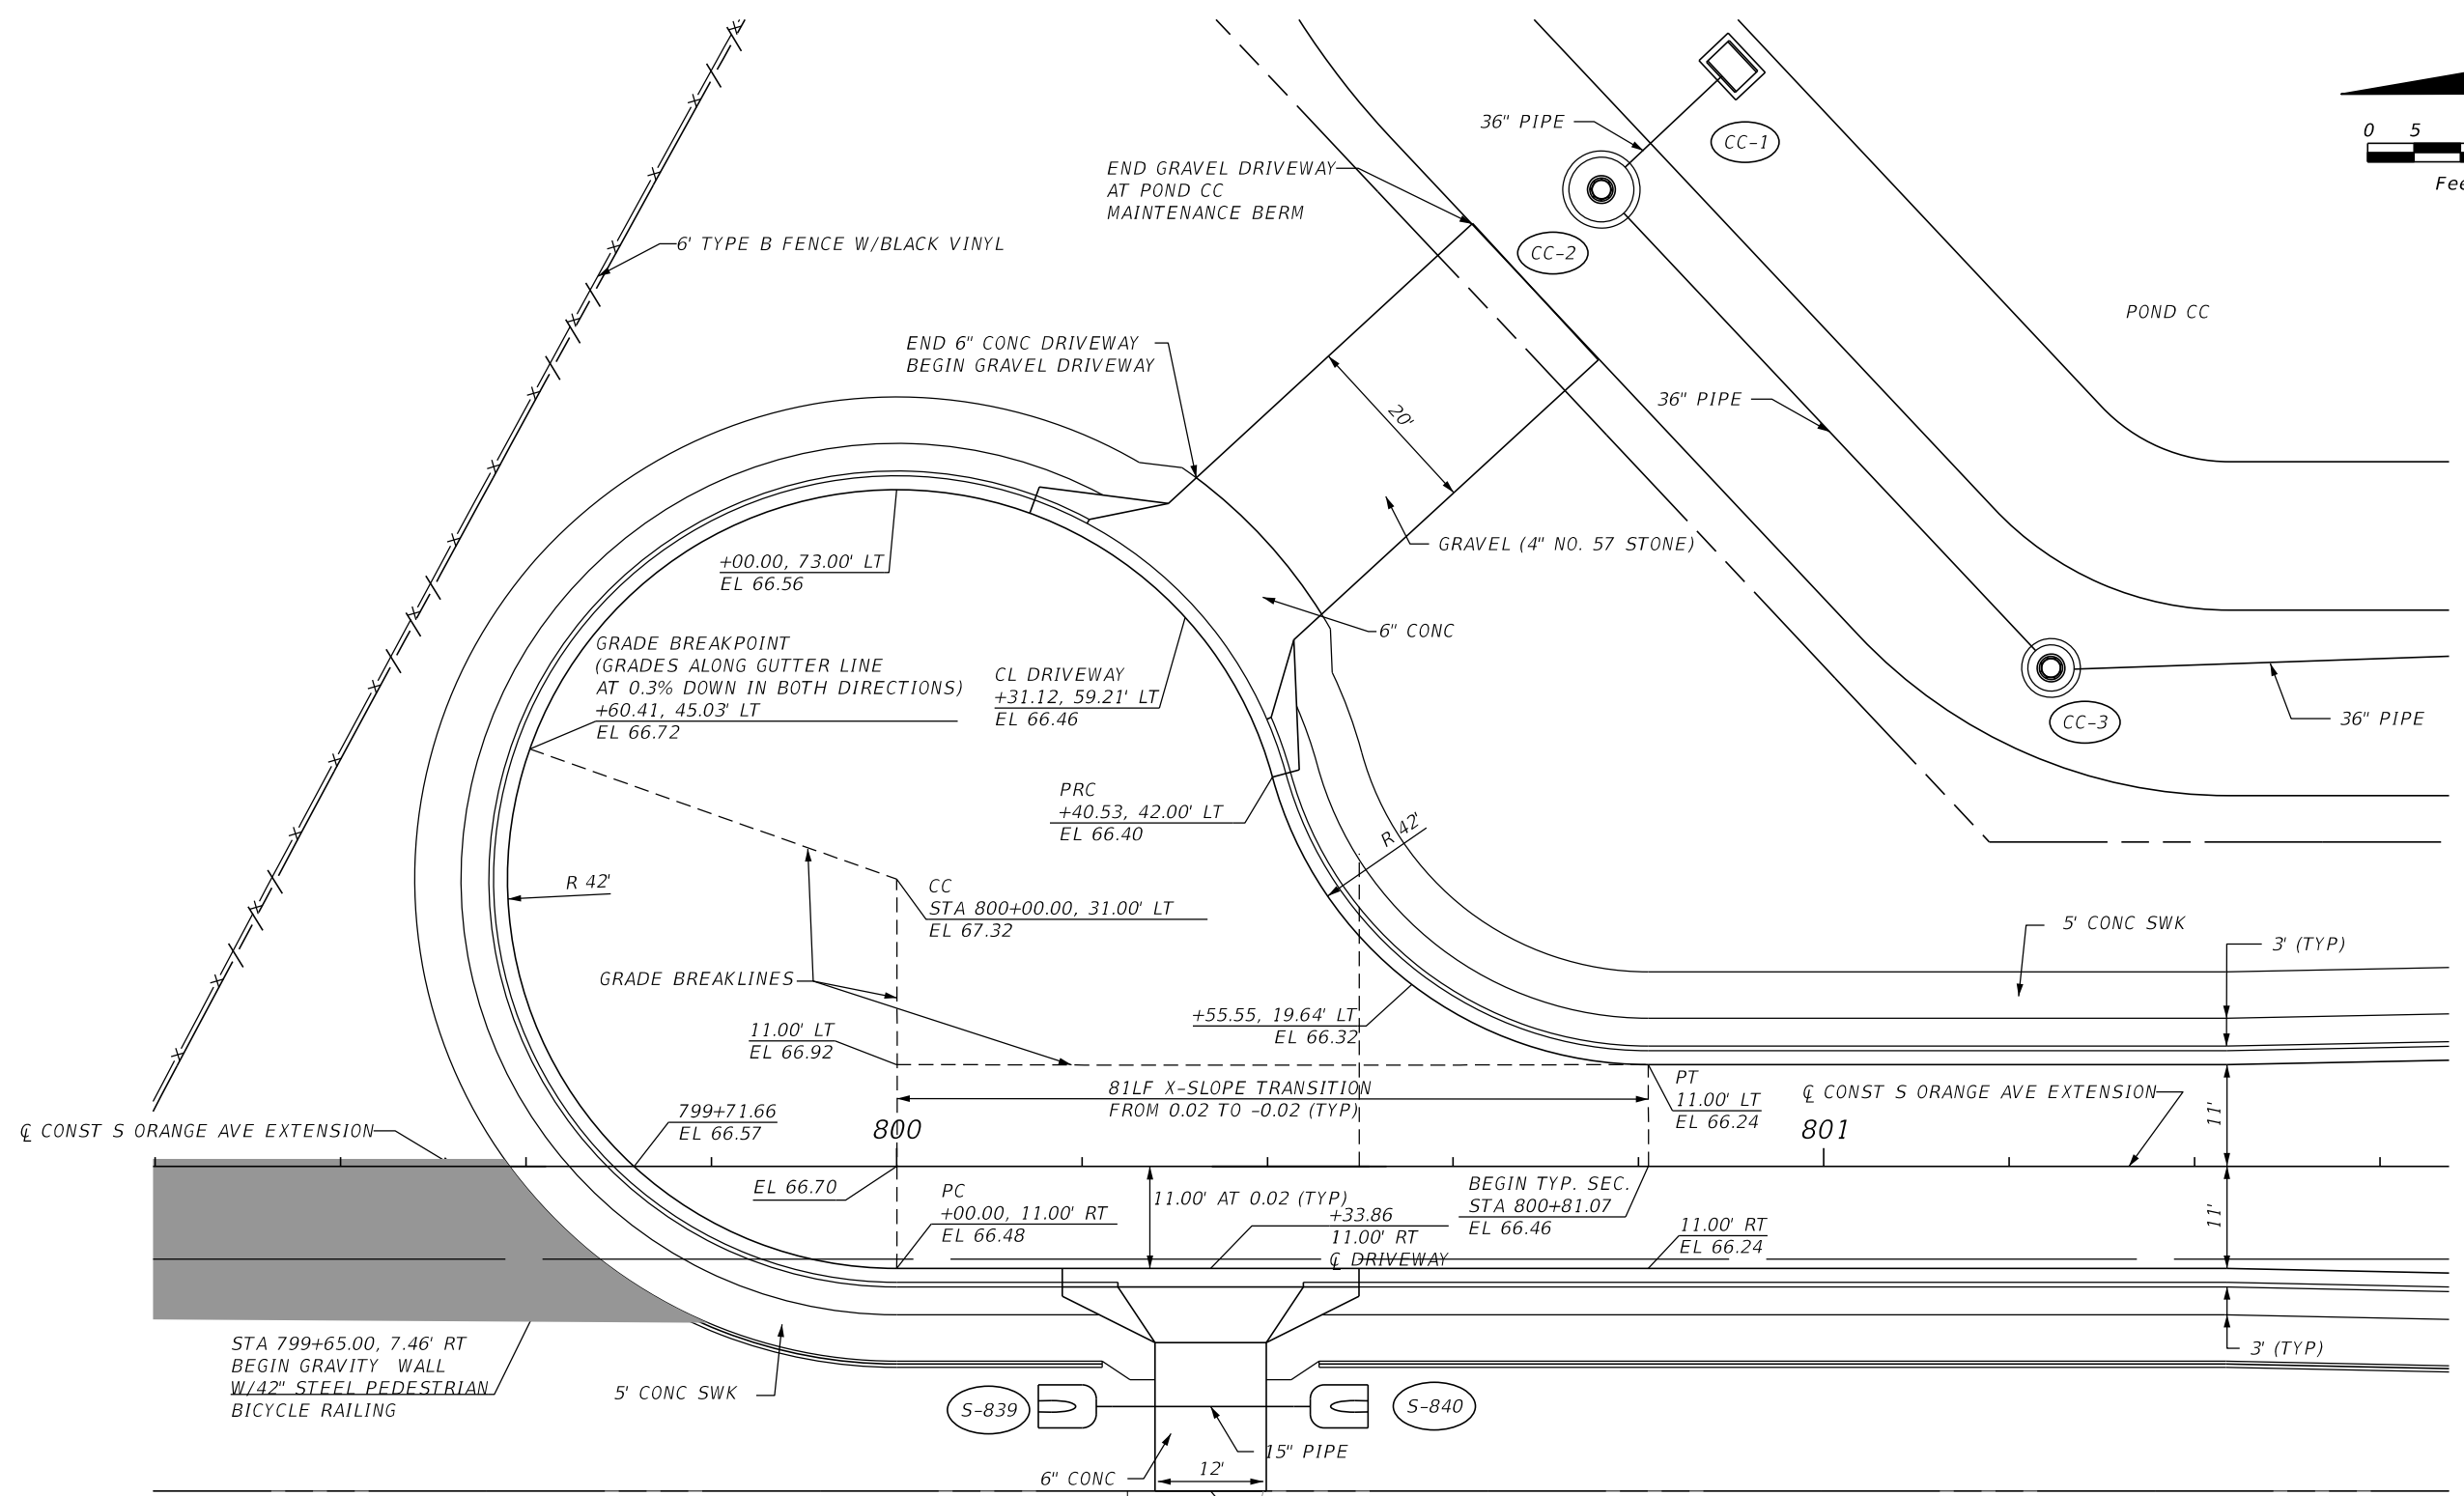 36" PIPE
CC-1
0 5
END GRAVEL DRIVEWAY
AT POND CC
MAINTENANCE BERM
6' TYPE B FENCE W/BLACK VINYL
CC-2
POND CC
END 6" CONC DRIVEWAY
BEGIN GRAVEL DRIVEWAY
20'
36" PIPE
GRAVEL (4" NO. 57 STONE)
+00.00, 73.00' LT
EL 66.56
6" CONC
GRADE BREAKPOINT
(GRADES ALONG GUTTER LINE
AT 0.3% DOWN IN BOTH DIRECTIONS)
+60.41, 45.03' LT
EL 66.72
CL DRIVEWAY
+31.12, 59.21' LT
EL 66.46
CC-3
36" PIPE
PRC
+40.53, 42.00' LT
EL 66.40
R 42'
R 42'
CC
STA 800+00.00, 31.00' LT
EL 67.32
5' CONC SWK
3' (TYP)
GRADE BREAKLINES
+55.55, 19.64' LT
EL 66.32
11.00' LT
EL 66.92
81LF X-SLOPE TRANSITION
FROM 0.02 TO -0.02 (TYP)
PT
11.00' LT
EL 66.24
℄ CONST S ORANGE AVE EXTENSION
11'
799+71.66
EL 66.57
800
801
℄ CONST S ORANGE AVE EXTENSION
EL 66.70
PC
+00.00, 11.00' RT
EL 66.48
11.00' AT 0.02 (TYP)
+33.86
11.00' RT
℄ DRIVEWAY
BEGIN TYP. SEC.
STA 800+81.07
EL 66.46
11.00' RT
EL 66.24
11'
STA 799+65.00, 7.46' RT
BEGIN GRAVITY WALL
W/42" STEEL PEDESTRIAN
BICYCLE RAILING
5' CONC SWK
3' (TYP)
S-839
S-840
15" PIPE
6" CONC
12'